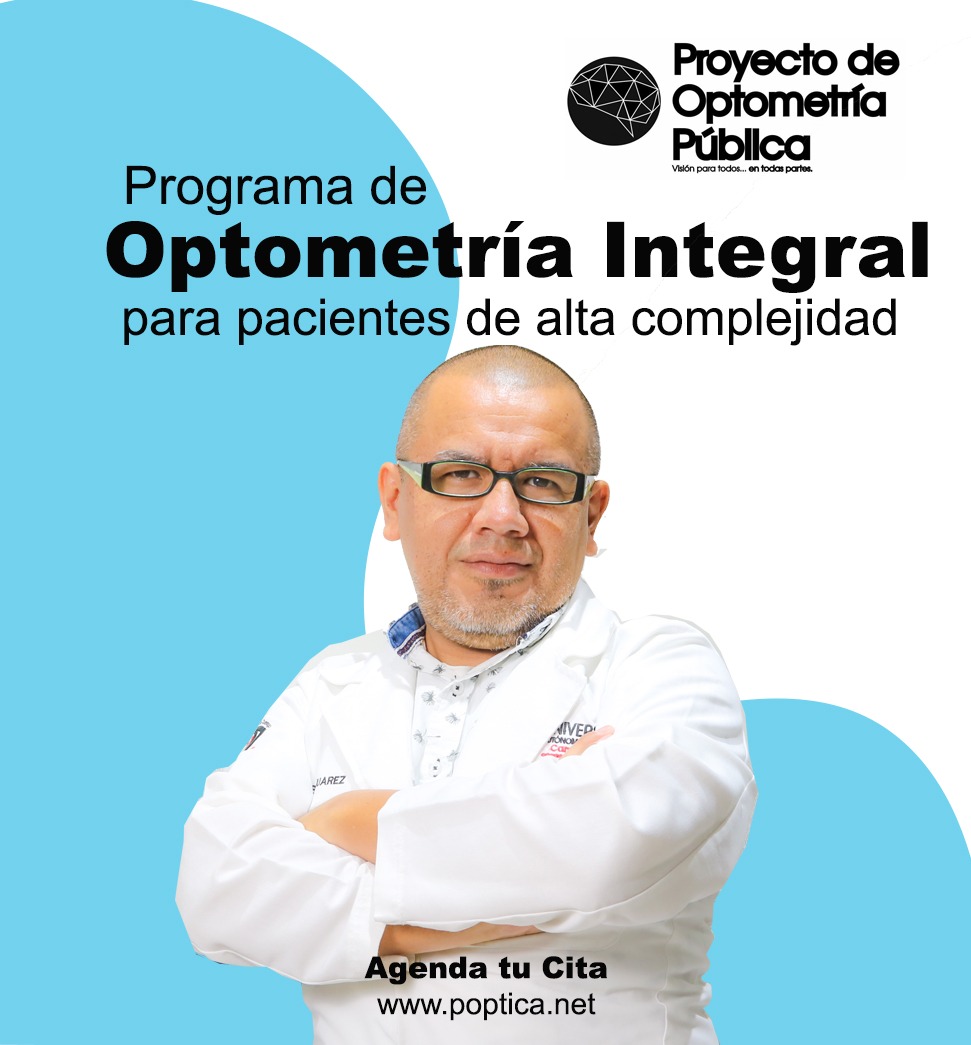 Proyecto de
Optometría
Pública
Visión para todos... en todas partes.
Programa de
Optometría Integral
para pacientes de alta complejidad
Agenda tu Cita
www.poptica.net